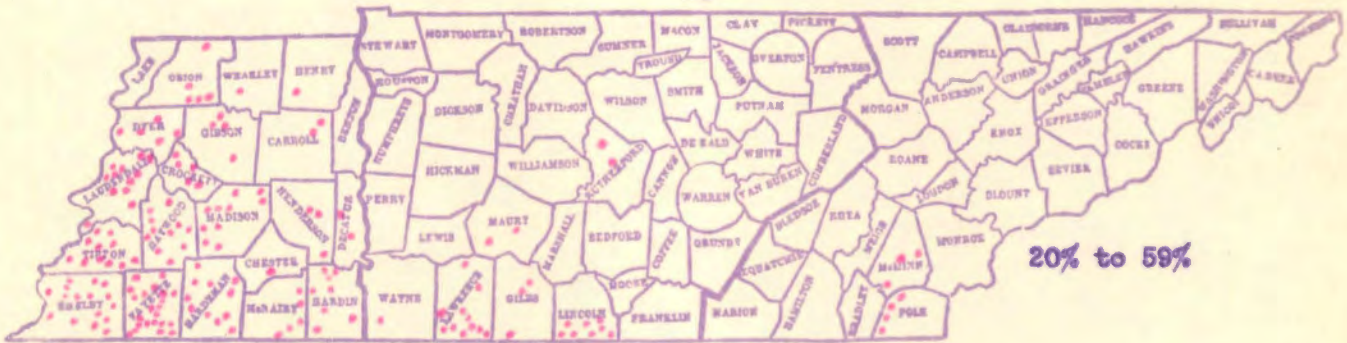 STEWART MONTGOMERY ROBERTSON SUMNER MACON CLAY PICKETT SCOTT CAMPBELL CLAIBORNE HANCOCK HAWKINS SULLIVAN
LAKE OBION WEAKLEY HENRY HOUSTON CHEATHAM JACKSON OVERTON FENTRESS UNION GRAINGER GREENE WASHINGTON CARTER
BENTON HUMPHREYS DICKSON DAVIDSON WILSON SMITH PUTNAM MORGAN ANDERSON UNICOI
DYER GIBSON CARROLL DE KALB WHITE CUMBERLAND KNOX COCKE
LAUDERDALE CROCKETT HICKMAN WILLIAMSON RUTHERFORD CANNON WARREN VAN BUREN ROANE LOUDON BLOUNT SEVIER
HAYWOOD MADISON HENDERSON DECATUR PERRY LEWIS MAURY MARSHALL BEDFORD COFFEE GRUNDY BLEDSOE RHEA MEIGS MONROE
TIPTON CHESTER SEQUATCHIE McMINN
20% to 59%
SHELBY FAYETTE HARDEMAN McNAIRY HARDIN WAYNE LAWRENCE GILES LINCOLN MOORE FRANKLIN MARION HAMILTON BRADLEY POLK